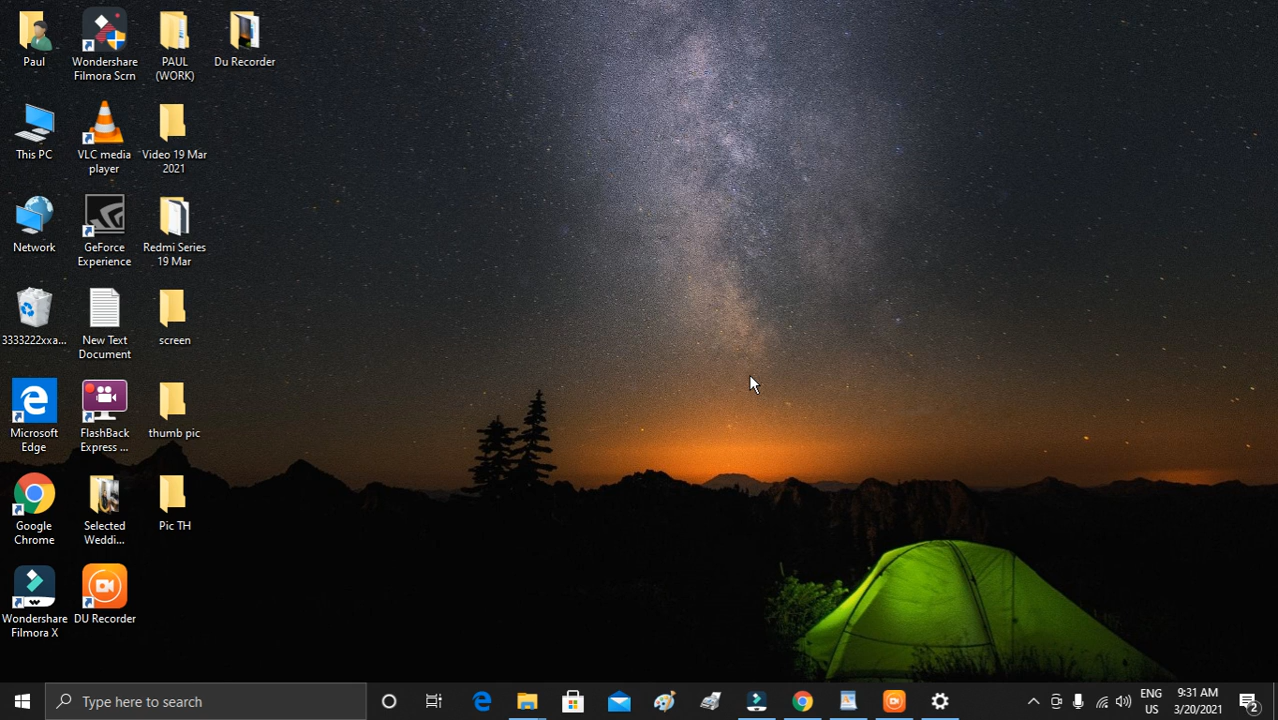 Paul
Wondershare
Filmora Scrn
PAUL
(WORK)
Du Recorder
This PC
VLC media
player
Video 19 Mar
2021
Network
GeForce
Experience
Redmi Series
19 Mar
3333222xxa...
New Text
Document
screen
Microsoft
Edge
FlashBack
Express ...
thumb pic
Google
Chrome
Selected
Weddi...
Pic TH
Wondershare
Filmora X
DU Recorder
Type here to search
ENG
US
9:31 AM
3/20/2021
2